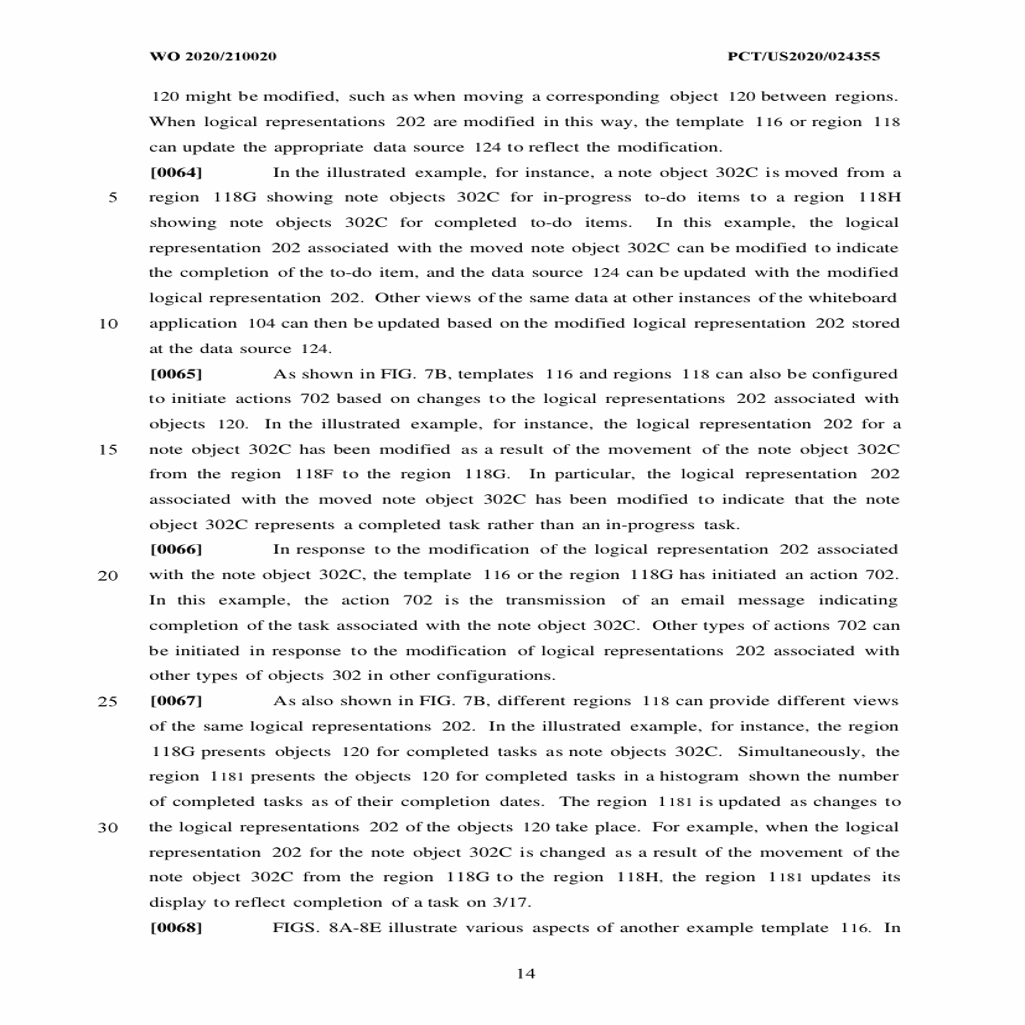 WO 2020/210020 PCT/US2020/024355
120 might be modified, such as when moving a corresponding object 120 between regions.
When logical representations 202 are modified in this way, the template 116 or region 118
can update the appropriate data source 124 to reflect the modification.
[0064] In the illustrated example, for instance, a note object 302C is moved from a
5 region 118G showing note objects 302C for in-progress to-do items to a region 118H
showing note objects 302C for completed to-do items. In this example, the logical
representation 202 associated with the moved note object 302C can be modified to indicate
the completion of the to-do item, and the data source 124 can be updated with the modified
logical representation 202. Other views of the same data at other instances of the whiteboard
10 application 104 can then be updated based on the modified logical representation 202 stored
at the data source 124.
[0065] As shown in FIG. 7B, templates 116 and regions 118 can also be configured
to initiate actions 702 based on changes to the logical representations 202 associated with
objects 120. In the illustrated example, for instance, the logical representation 202 for a
15 note object 302C has been modified as a result of the movement of the note object 302C
from the region 118F to the region 118G. In particular, the logical representation 202
associated with the moved note object 302C has been modified to indicate that the note
object 302C represents a completed task rather than an in-progress task.
[0066] In response to the modification of the logical representation 202 associated
20 with the note object 302C, the template 116 or the region 118G has initiated an action 702.
In this example, the action 702 is the transmission of an email message indicating
completion of the task associated with the note object 302C. Other types of actions 702 can
be initiated in response to the modification of logical representations 202 associated with
other types of objects 302 in other configurations.
25 [0067] As also shown in FIG. 7B, different regions 118 can provide different views
of the same logical representations 202. In the illustrated example, for instance, the region
118G presents objects 120 for completed tasks as note objects 302C. Simultaneously, the
region 1181 presents the objects 120 for completed tasks in a histogram shown the number
of completed tasks as of their completion dates. The region 1181 is updated as changes to
30 the logical representations 202 of the objects 120 take place. For example, when the logical
representation 202 for the note object 302C is changed as a result of the movement of the
note object 302C from the region 118G to the region 118H, the region 1181 updates its
display to reflect completion of a task on 3/17.
[0068] FIGS. 8A-8E illustrate various aspects of another example template 116. In
14